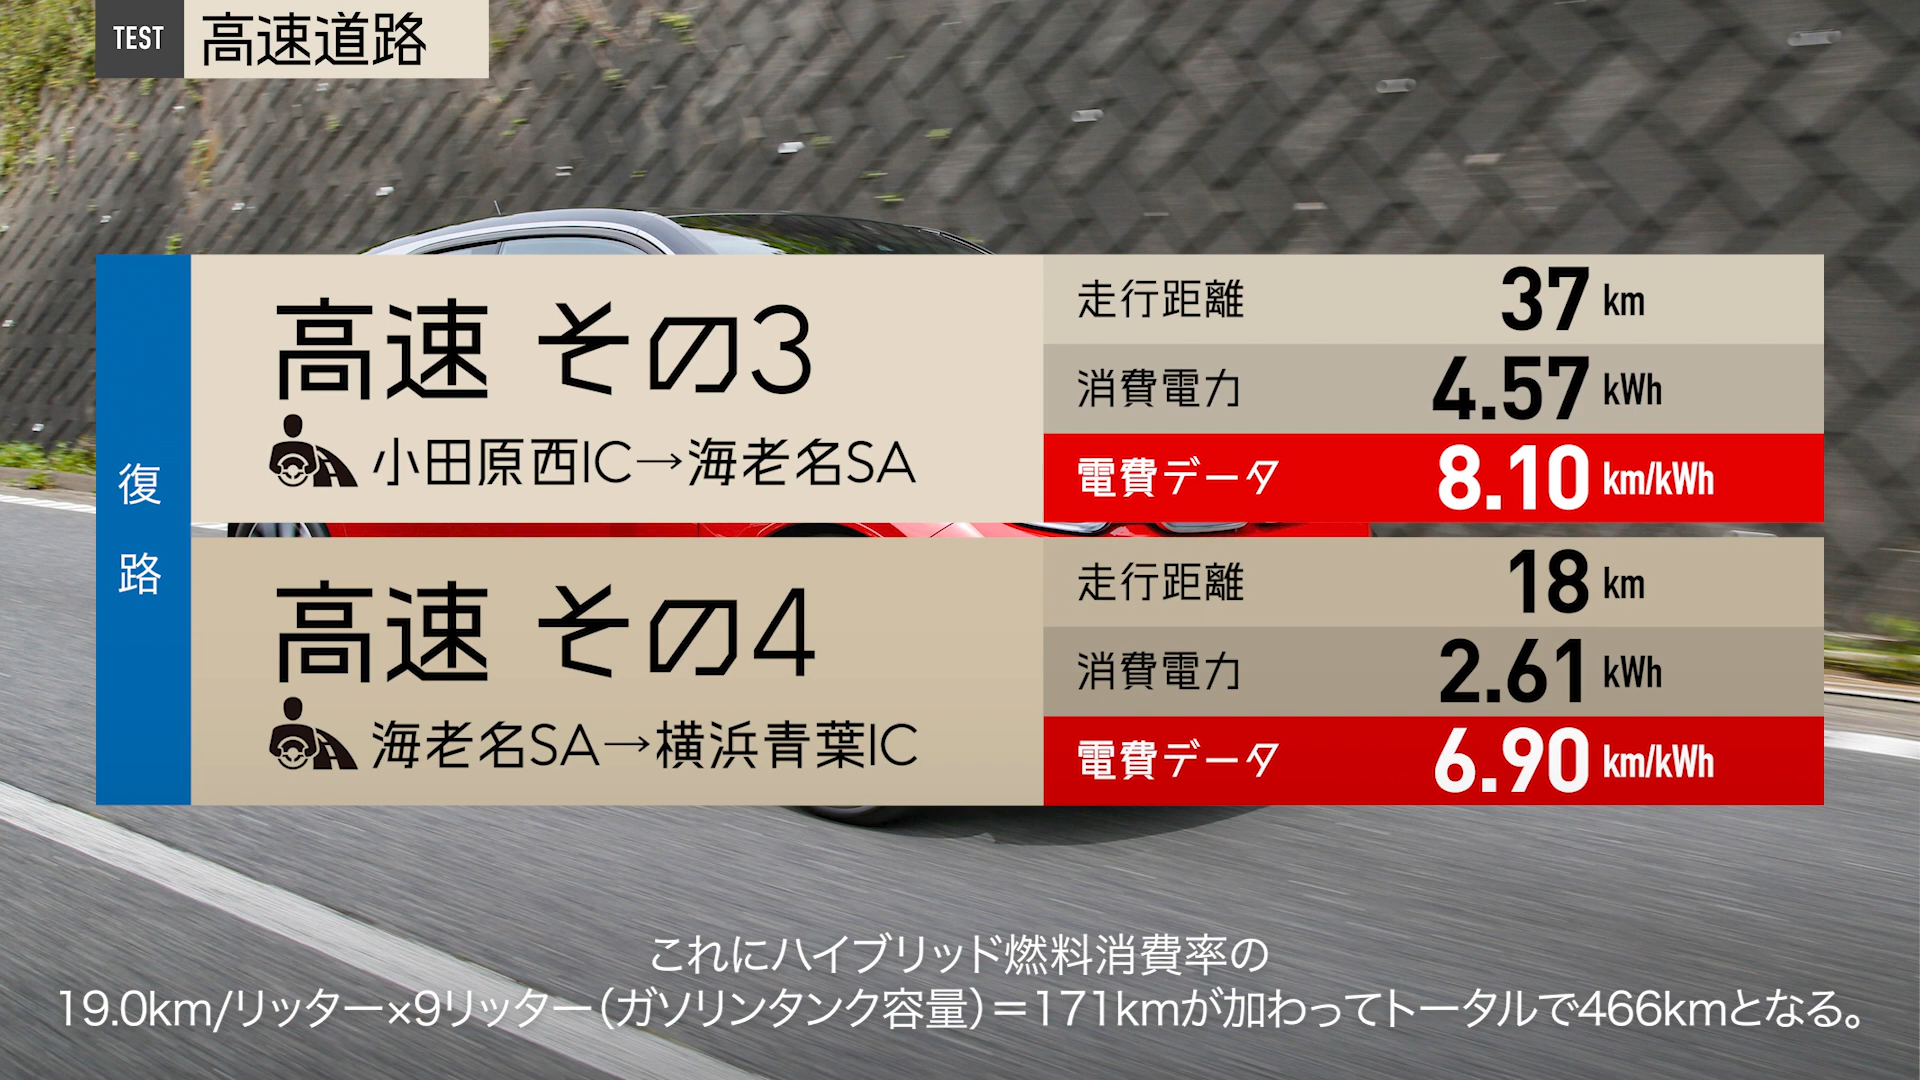 TEST 高速道路
復路
高速 その3
小田原西IC→海老名SA
走行距離 37 km
消費電力 4.57 kWh
電費データ 8.10 km/kWh
高速 その4
海老名SA→横浜青葉IC
走行距離 18 km
消費電力 2.61 kWh
電費データ 6.90 km/kWh
これにハイブリッド燃料消費率の
19.0km/リッター×9リッター（ガソリンタンク容量）＝171kmが加わってトータルで466kmとなる。